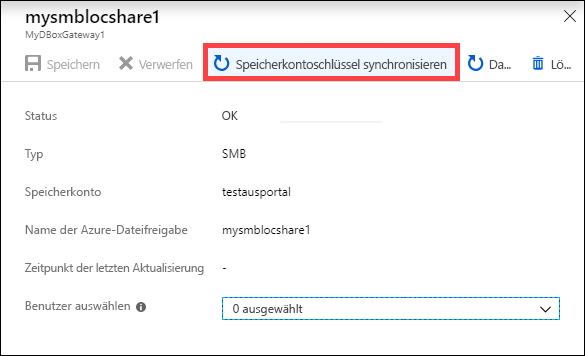 mysmblocshare1
MyDBoxGateway1
Speichern Verwerfen Speicherkontoschlüssel synchronisieren Da... Lö...
Status OK
Typ SMB
Speicherkonto testausportal
Name der Azure-Dateifreigabe mysmblocshare1
Zeitpunkt der letzten Aktualisierung -
Benutzer auswählen 0 ausgewählt